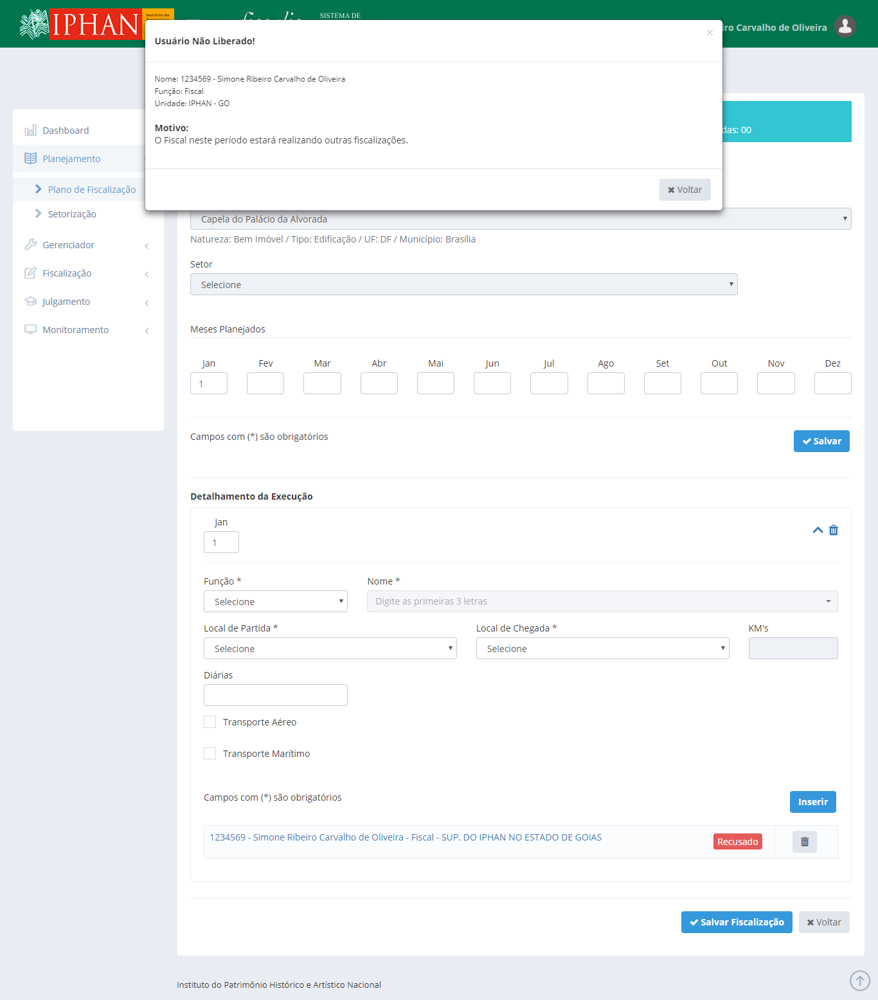 IPHAN
INSTITUTO DO
SISTEMA DE
iro Carvalho de Oliveira
Usuário Não Liberado!
×
Nome: 1234569 - Simone Ribeiro Carvalho de Oliveira
Função: Fiscal
Unidade: IPHAN - GO
Motivo:
O Fiscal neste período estará realizando outras fiscalizações.
Voltar
das: 00
Dashboard
Planejamento
Plano de Fiscalização
Setorização
Gerenciador
Fiscalização
Julgamento
Monitoramento
Capela do Palácio da Alvorada
Natureza: Bem Imóvel / Tipo: Edificação / UF: DF / Município: Brasília
Setor
Selecione
Meses Planejados
Jan Fev Mar Abr Mai Jun Jul Ago Set Out Nov Dez
1
Campos com (*) são obrigatórios
Salvar
Detalhamento da Execução
Jan
1
Função * Nome *
Selecione Digite as primeiras 3 letras
Local de Partida * Local de Chegada * KM's
Selecione Selecione
Diárias
Transporte Aéreo
Transporte Marítimo
Campos com (*) são obrigatórios
Inserir
1234569 - Simone Ribeiro Carvalho de Oliveira - Fiscal - SUP. DO IPHAN NO ESTADO DE GOIAS
Recusado
Salvar Fiscalização Voltar
Instituto do Patrimônio Histórico e Artístico Nacional